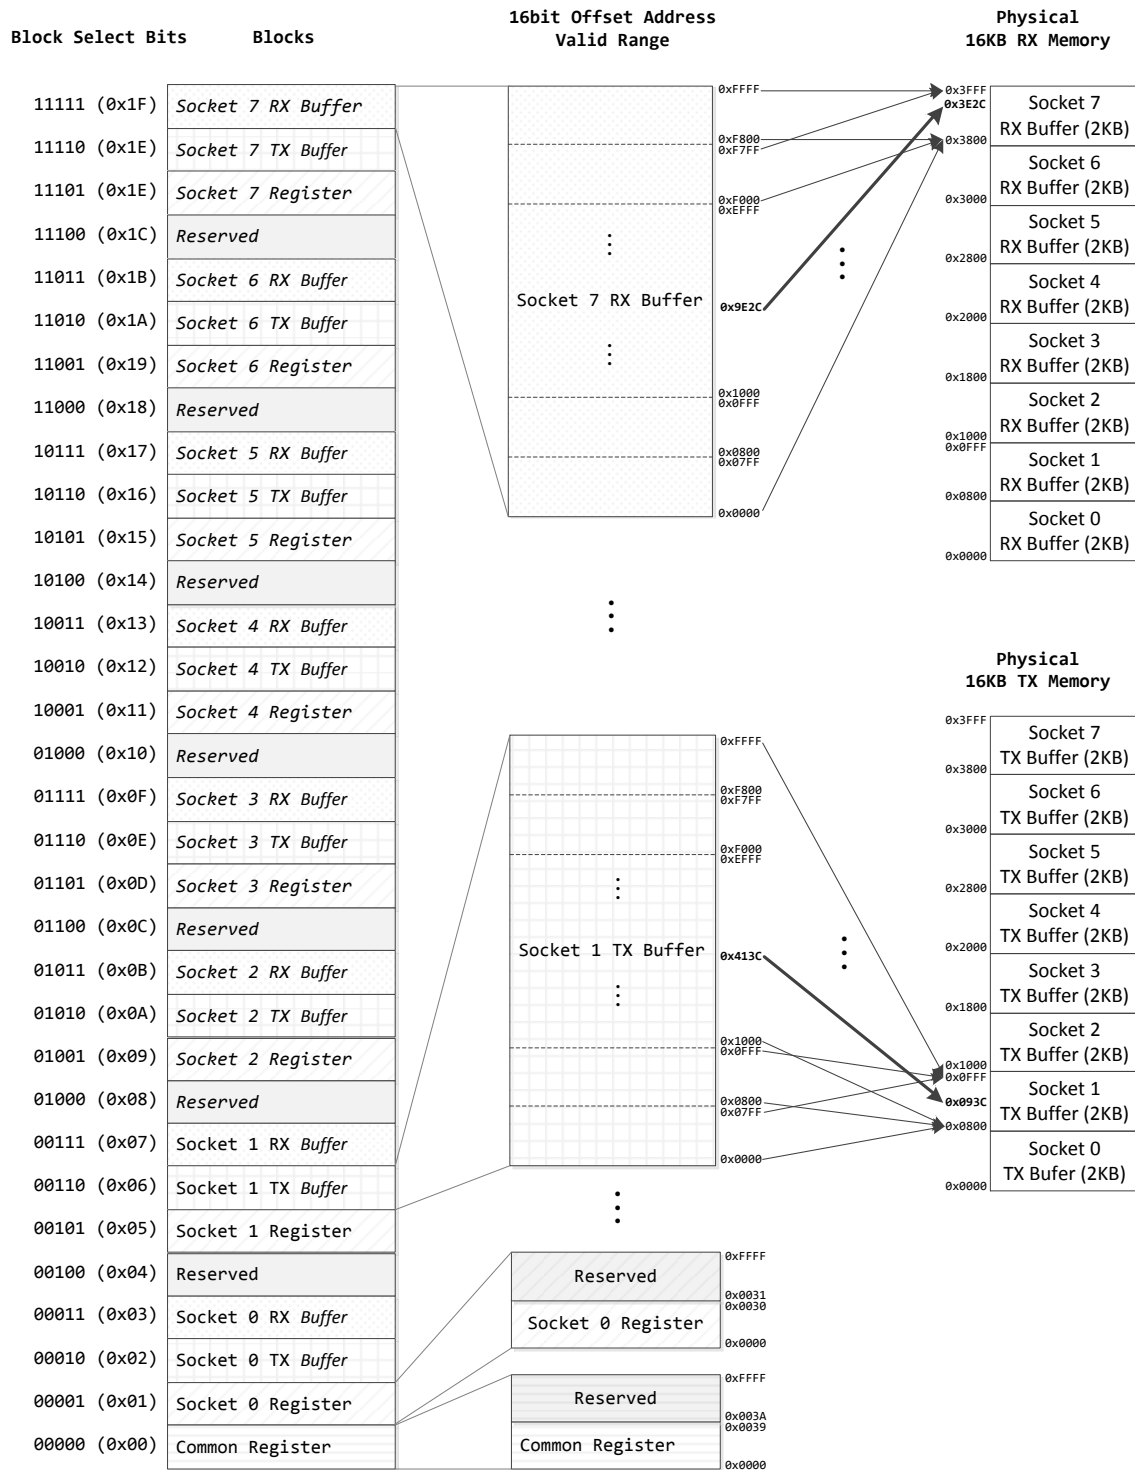 Block Select Bits
Blocks
16bit Offset Address
Valid Range
Physical
16KB RX Memory
11111 (0x1F) Socket 7 RX Buffer
11110 (0x1E) Socket 7 TX Buffer
11101 (0x1E) Socket 7 Register
11100 (0x1C) Reserved
11011 (0x1B) Socket 6 RX Buffer
11010 (0x1A) Socket 6 TX Buffer
11001 (0x19) Socket 6 Register
11000 (0x18) Reserved
10111 (0x17) Socket 5 RX Buffer
10110 (0x16) Socket 5 TX Buffer
10101 (0x15) Socket 5 Register
10100 (0x14) Reserved
10011 (0x13) Socket 4 RX Buffer
10010 (0x12) Socket 4 TX Buffer
10001 (0x11) Socket 4 Register
01000 (0x10) Reserved
01111 (0x0F) Socket 3 RX Buffer
01110 (0x0E) Socket 3 TX Buffer
01101 (0x0D) Socket 3 Register
01100 (0x0C) Reserved
01011 (0x0B) Socket 2 RX Buffer
01010 (0x0A) Socket 2 TX Buffer
01001 (0x09) Socket 2 Register
01000 (0x08) Reserved
00111 (0x07) Socket 1 RX Buffer
00110 (0x06) Socket 1 TX Buffer
00101 (0x05) Socket 1 Register
00100 (0x04) Reserved
00011 (0x03) Socket 0 RX Buffer
00010 (0x02) Socket 0 TX Buffer
00001 (0x01) Socket 0 Register
00000 (0x00) Common Register
0xFFFF
0xF800
0xF7FF
0xF000
0xEFFF
Socket 7 RX Buffer
0x9E2C
0x1000
0x0FFF
0x0800
0x07FF
0x0000
0x3FFF
0x3E2C
Socket 7
RX Buffer (2KB)
0x3800
Socket 6
RX Buffer (2KB)
0x3000
Socket 5
RX Buffer (2KB)
0x2800
Socket 4
RX Buffer (2KB)
0x2000
Socket 3
RX Buffer (2KB)
0x1800
Socket 2
RX Buffer (2KB)
0x1000
0x0FFF
Socket 1
RX Buffer (2KB)
0x0800
Socket 0
RX Buffer (2KB)
0x0000
Physical
16KB TX Memory
0xFFFF
0xF800
0xF7FF
0xF000
0xEFFF
Socket 1 TX Buffer
0x413C
0x1000
0x0FFF
0x0800
0x07FF
0x0000
0x3FFF
Socket 7
TX Buffer (2KB)
0x3800
Socket 6
TX Buffer (2KB)
0x3000
Socket 5
TX Buffer (2KB)
0x2800
Socket 4
TX Buffer (2KB)
0x2000
Socket 3
TX Buffer (2KB)
0x1800
Socket 2
TX Buffer (2KB)
0x1000
0x0FFF
Socket 1
TX Buffer (2KB)
0x093C
0x0800
Socket 0
TX Bufer (2KB)
0x0000
0xFFFF
Reserved
0x0031
0x0030
Socket 0 Register
0x0000
0xFFFF
Reserved
0x003A
0x0039
Common Register
0x0000